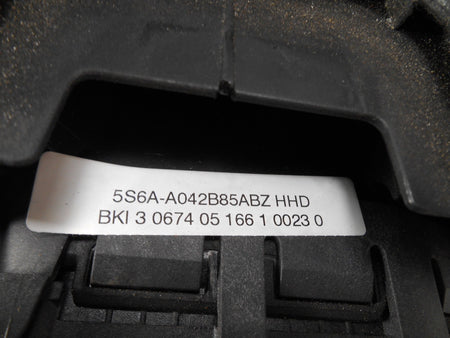 5S6A-A042B85ABZ HHD
BKI 3 0674 05 166 1 0023 0